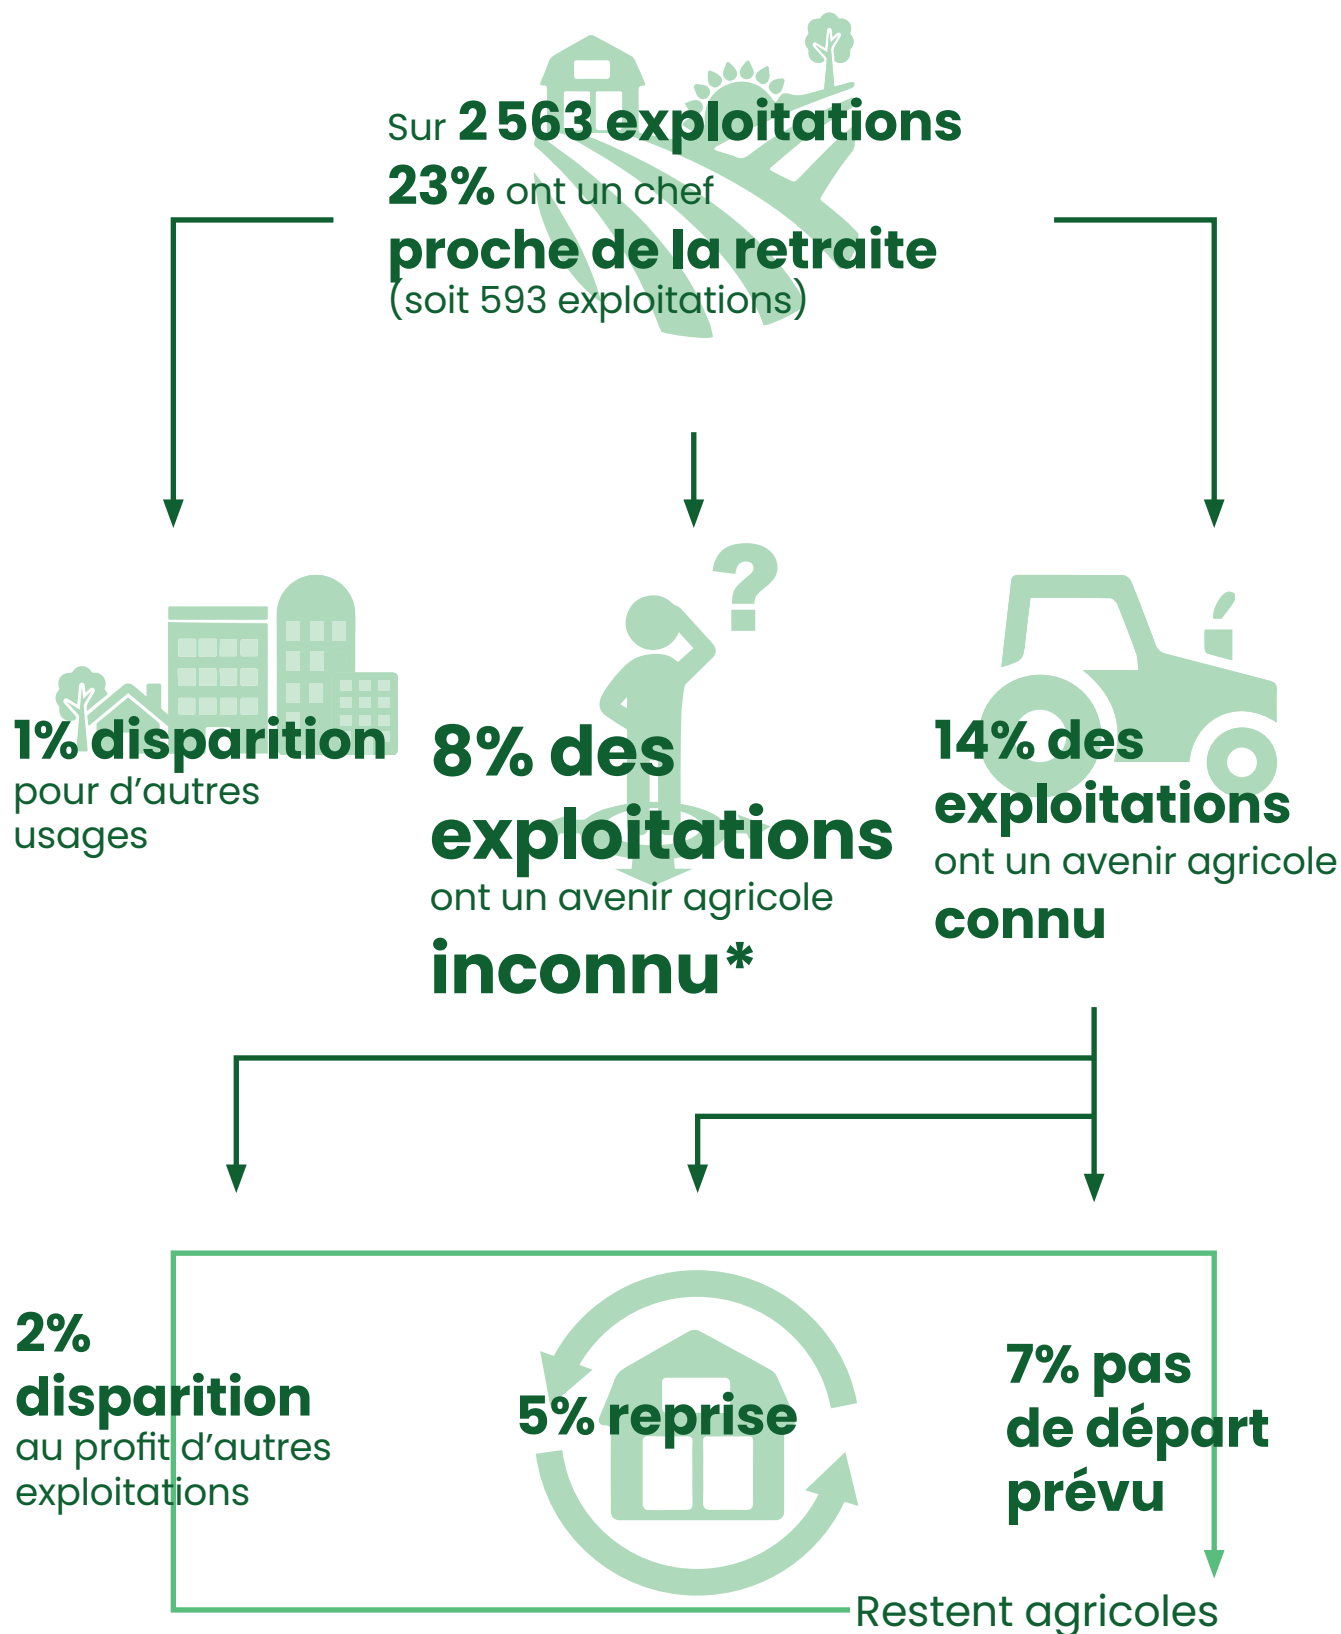 Sur 2 563 exploitations
23% ont un chef
proche de la retraite
(soit 593 exploitations)
?
1% disparition
pour d’autres
usages
8% des
exploitations
ont un avenir agricole
inconnu*
14% des
exploitations
ont un avenir agricole
connu
2%
disparition
au profit d’autres
exploitations
5% reprise
7% pas
de départ
prévu
Restent agricoles